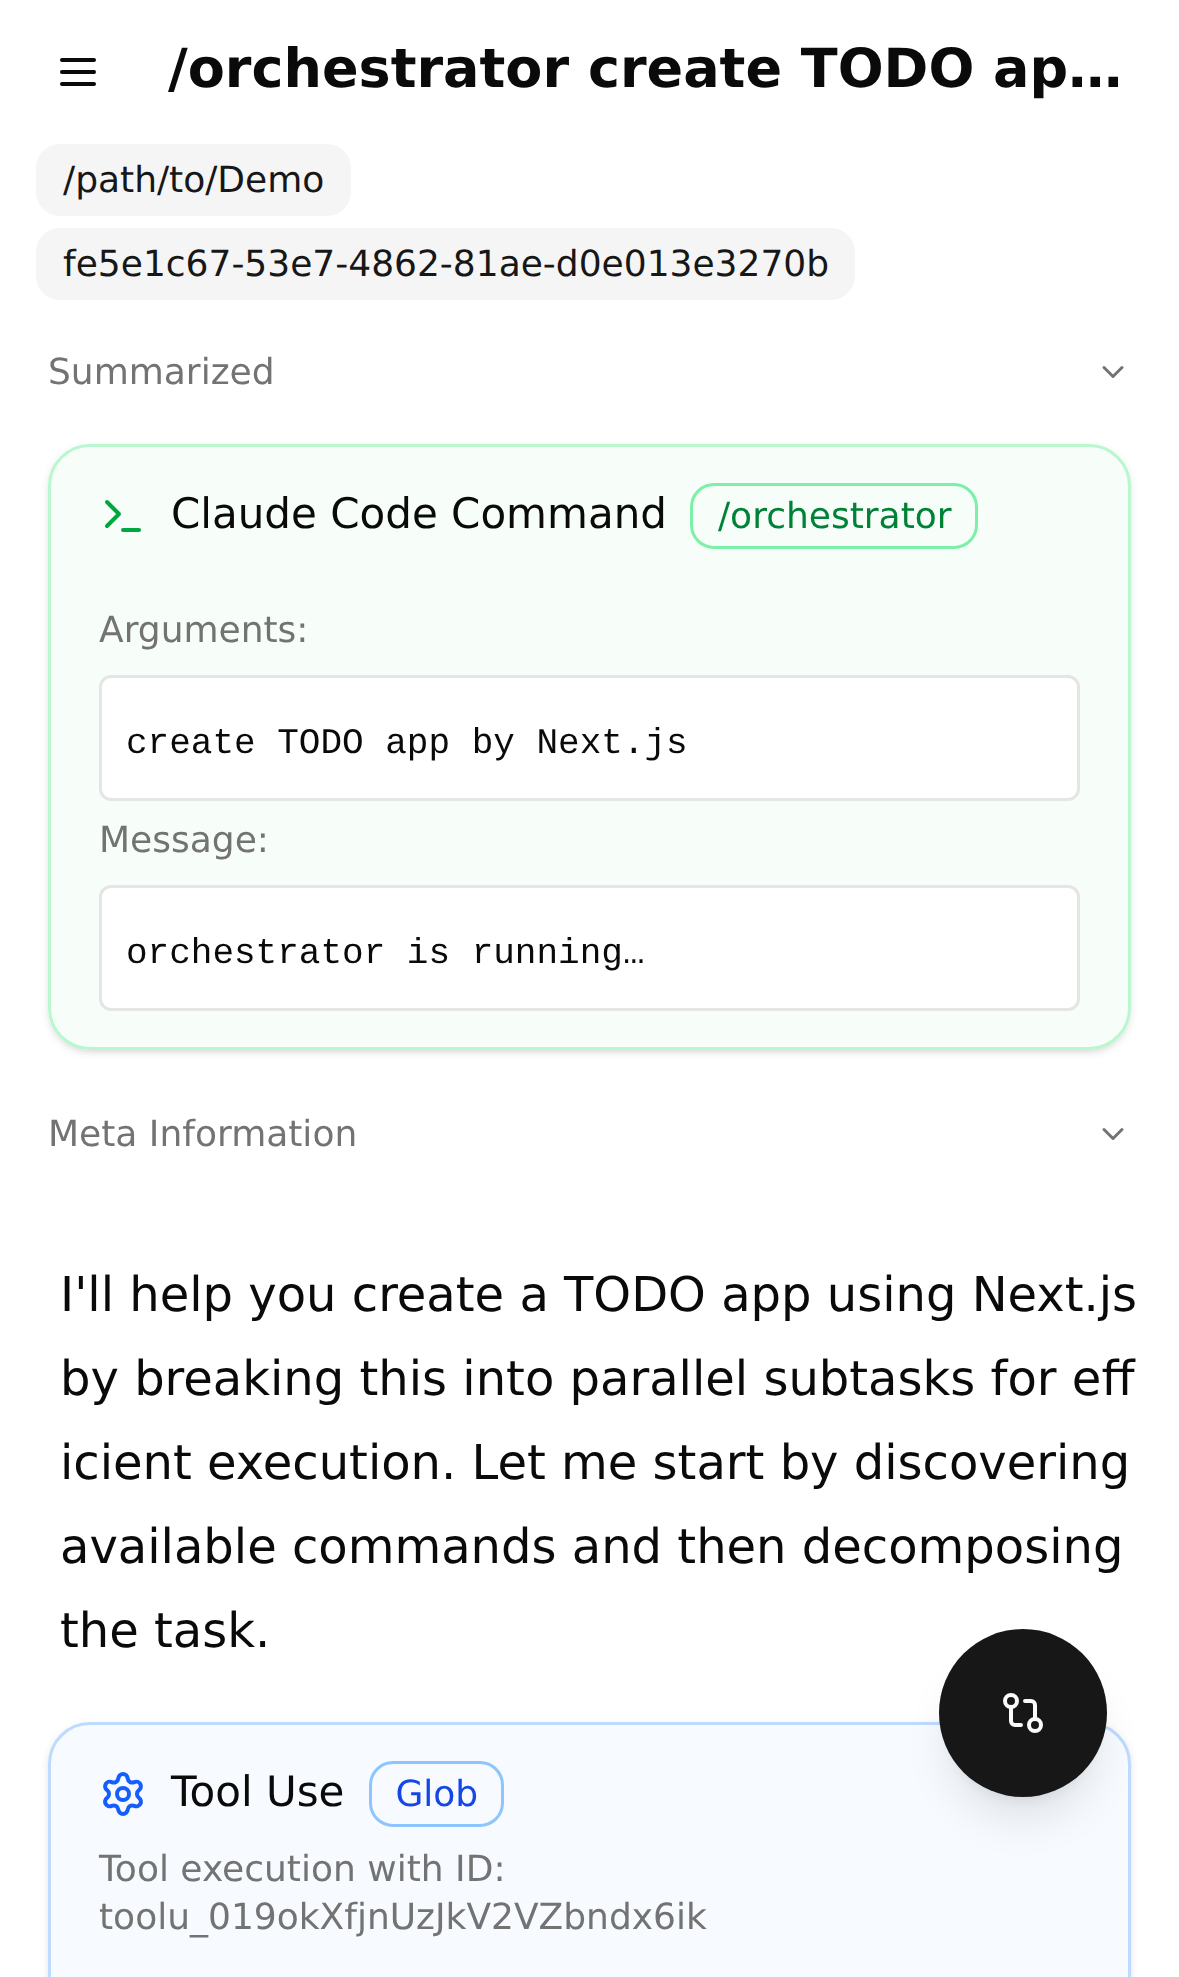 /orchestrator create TODO ap...
/path/to/Demo
fe5e1c67-53e7-4862-81ae-d0e013e3270b
Summarized
Claude Code Command /orchestrator
Arguments:
create TODO app by Next.js
Message:
orchestrator is running…
Meta Information
I'll help you create a TODO app using Next.js
by breaking this into parallel subtasks for eff
icient execution. Let me start by discovering
available commands and then decomposing
the task.
Tool Use Glob
Tool execution with ID:
toolu_019okXfjnUzJkV2VZbndx6ik